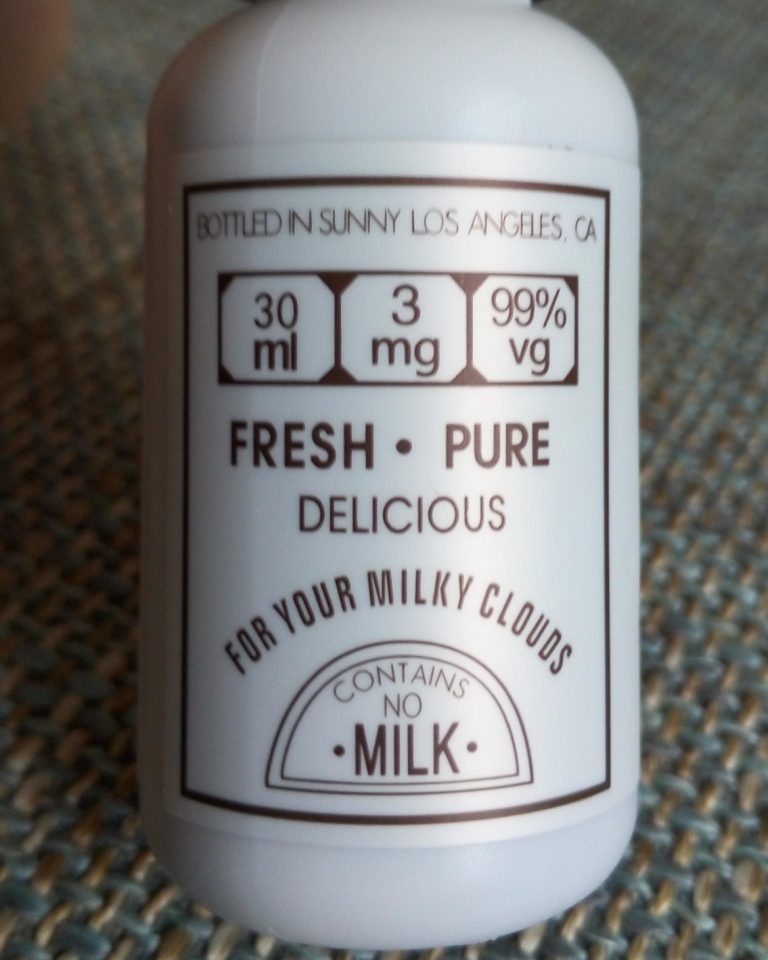 BOTTLED IN SUNNY LOS ANGELES, CA
30 ml
3 mg
99% vg
FRESH • PURE
DELICIOUS
FOR YOUR MILKY CLOUDS
CONTAINS
NO
•MILK•